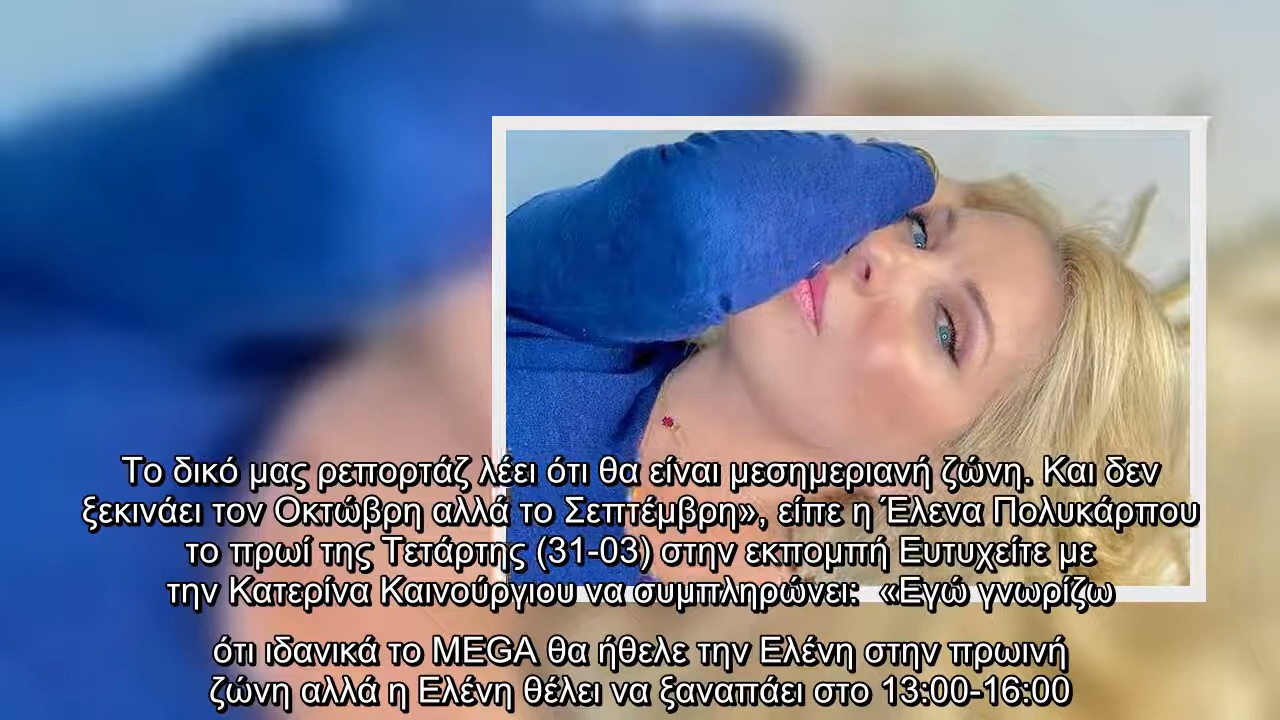 Το δικό μας ρεπορτάζ λέει ότι θα είναι μεσημεριανή ζώνη. Και δεν
ξεκινάει τον Οκτώβρη αλλά το Σεπτέμβρη», είπε η Έλενα Πολυκάρπου
το πρωί της Τετάρτης (31-03) στην εκπομπή Ευτυχείτε με
την Κατερίνα Καινούργιου να συμπληρώνει: «Εγώ γνωρίζω
ότι ιδανικά το MEGA θα ήθελε την Ελένη στην πρωινή
ζώνη αλλά η Ελένη θέλει να ξαναπάει στο 13:00-16:00